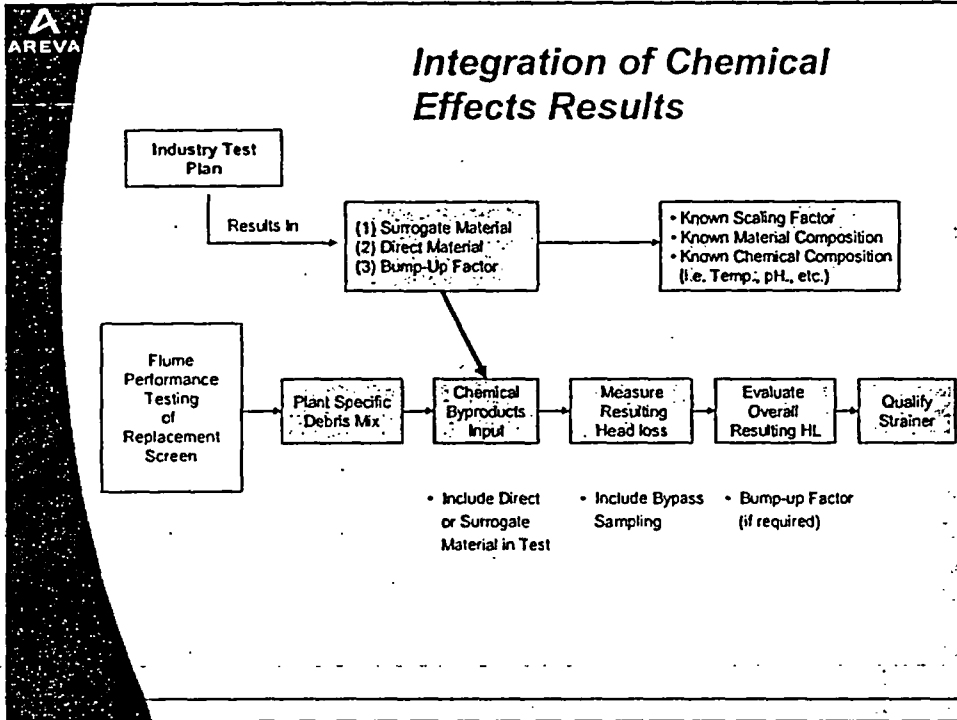 AREVA
Integration of Chemical
Effects Results
Industry Test
Plan
Results In
(1) Surrogate Material
(2) Direct Material
(3) Bump-Up Factor
• Known Scaling Factor
• Known Material Composition
• Known Chemical Composition
(i.e. Temp., pH., etc.)
Flume
Performance
Testing
of
Replacement
Screen
Plant Specific
Debris Mix
Chemical
Byproducts
Input
Measure
Resulting
Head loss
Evaluate
Overall
Resulting HL
Qualify
Strainer
• Include Direct
or Surrogate
Material in Test
• Include Bypass
Sampling
• Bump-up Factor
(if required)